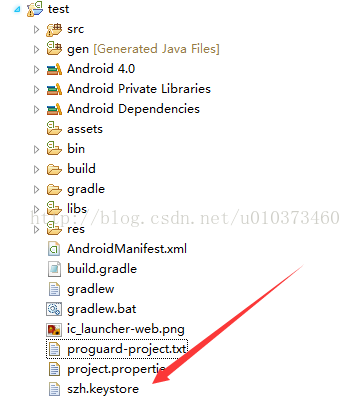 test
src
gen [Generated Java Files]
Android 4.0
Android Private Libraries
Android Dependencies
assets
bin
build
gradle
libs
http://blog.csdn.net/u010373460
res
AndroidManifest.xml
build.gradle
gradlew
gradlew.bat
ic_launcher-web.png
proguard-project.txt
project.propertie
szh.keystore